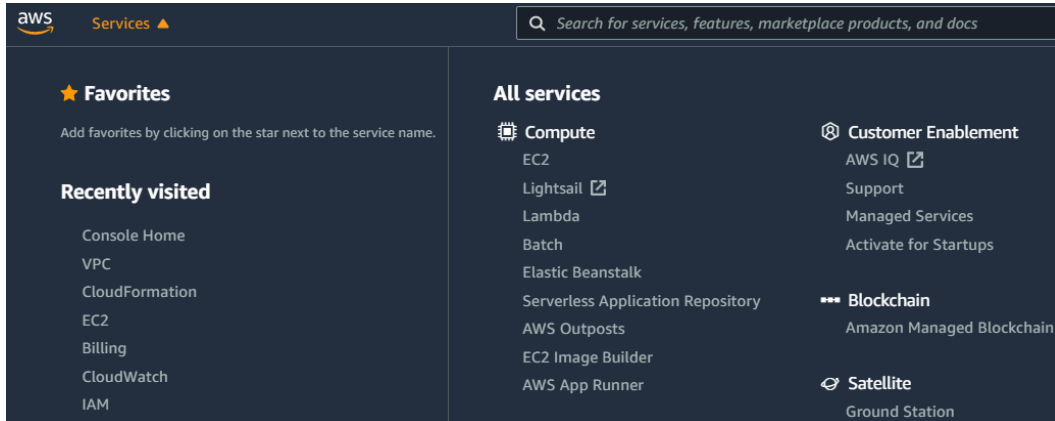 aws
Services
Search for services, features, marketplace products, and docs
Favorites
Add favorites by clicking on the star next to the service name.
Recently visited
Console Home
VPC
CloudFormation
EC2
Billing
CloudWatch
IAM
All services
Compute
EC2
Lightsail
Lambda
Batch
Elastic Beanstalk
Serverless Application Repository
AWS Outposts
EC2 Image Builder
AWS App Runner
Customer Enablement
AWS IQ
Support
Managed Services
Activate for Startups
Blockchain
Amazon Managed Blockchain
Satellite
Ground Station